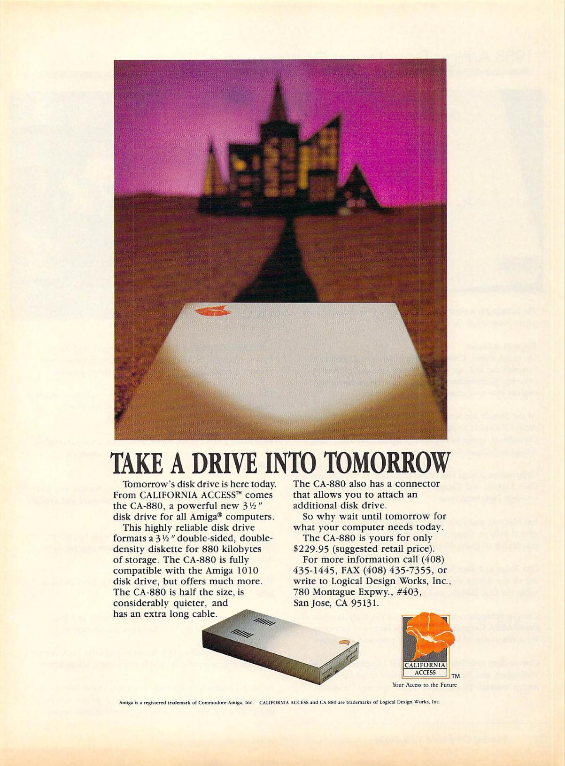 TAKE A DRIVE INTO TOMORROW
Tomorrow's disk drive is here today.
From CALIFORNIA ACCESS™ comes
the CA-880, a powerful new 3½"
disk drive for all Amiga® computers.
This highly reliable disk drive
formats a 3½" double-sided, double-
density diskette for 880 kilobytes
of storage. The CA-880 is fully
compatible with the Amiga 1010
disk drive, but offers much more.
The CA-880 is half the size, is
considerably quieter, and
has an extra long cable.
The CA-880 also has a connector
that allows you to attach an
additional disk drive.
So why wait until tomorrow for
what your computer needs today.
The CA-880 is yours for only
$229.95 (suggested retail price).
For more information call (408)
435-1445, FAX (408) 435-7355, or
write to Logical Design Works, Inc.,
780 Montague Expwy., #403,
San Jose, CA 95131.
CALIFORNIA
ACCESS
TM
Your Access to the Future
Amiga is a registered trademark of Commodore-Amiga, Inc. CALIFORNIA ACCESS and CA-880 are trademarks of Logical Design Works, Inc.